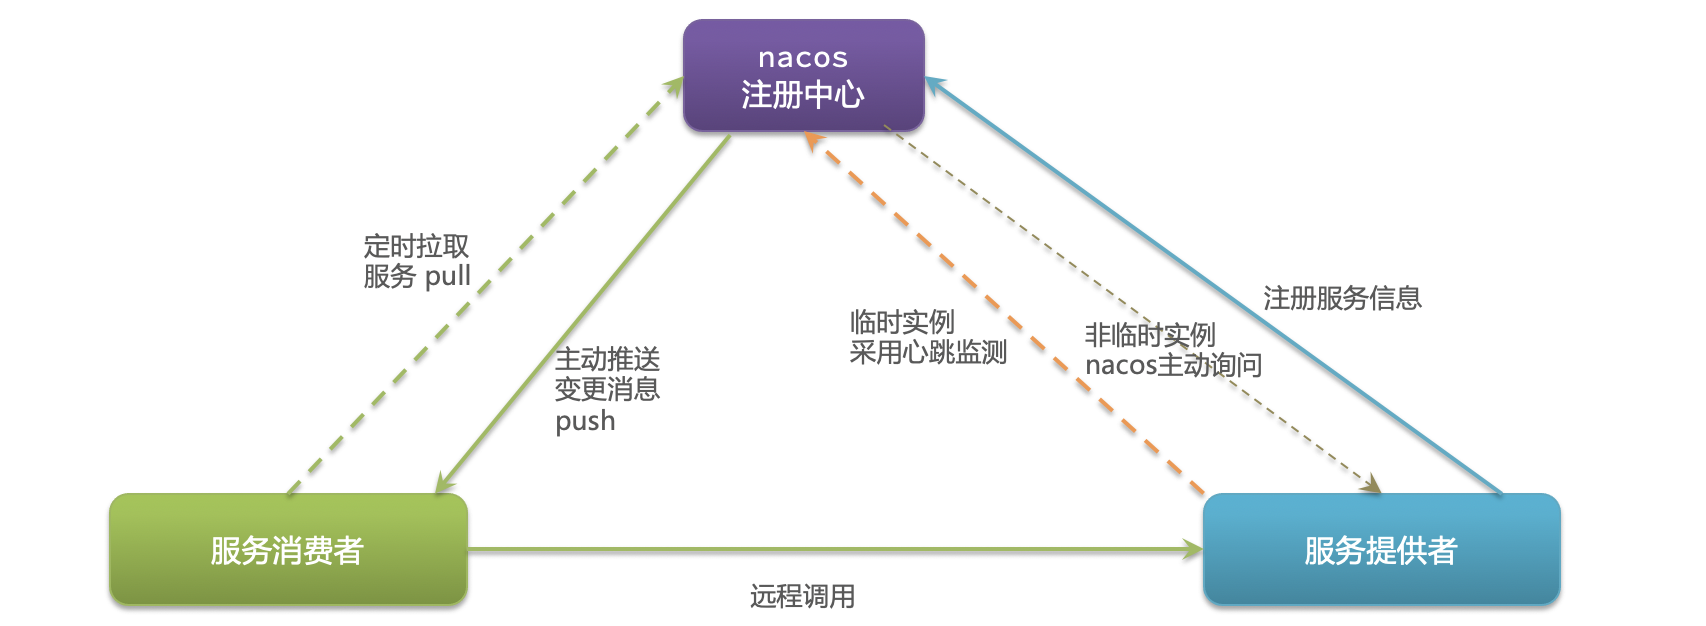 nacos
注册中心
定时拉取
服务 pull
主动推送
变更消息
push
临时实例
采用心跳监测
非临时实例
nacos主动询问
注册服务信息
服务消费者
服务提供者
远程调用